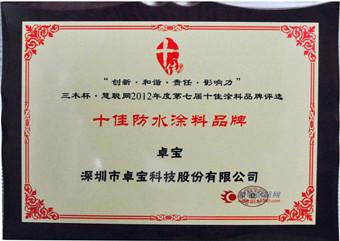 十佳
"创新·和谐·责任·影响力"
三木杯·慧聪网2012年度第七届十佳涂料品牌评选
十佳防水涂料品牌
卓宝
深圳市卓宝科技股份有限公司